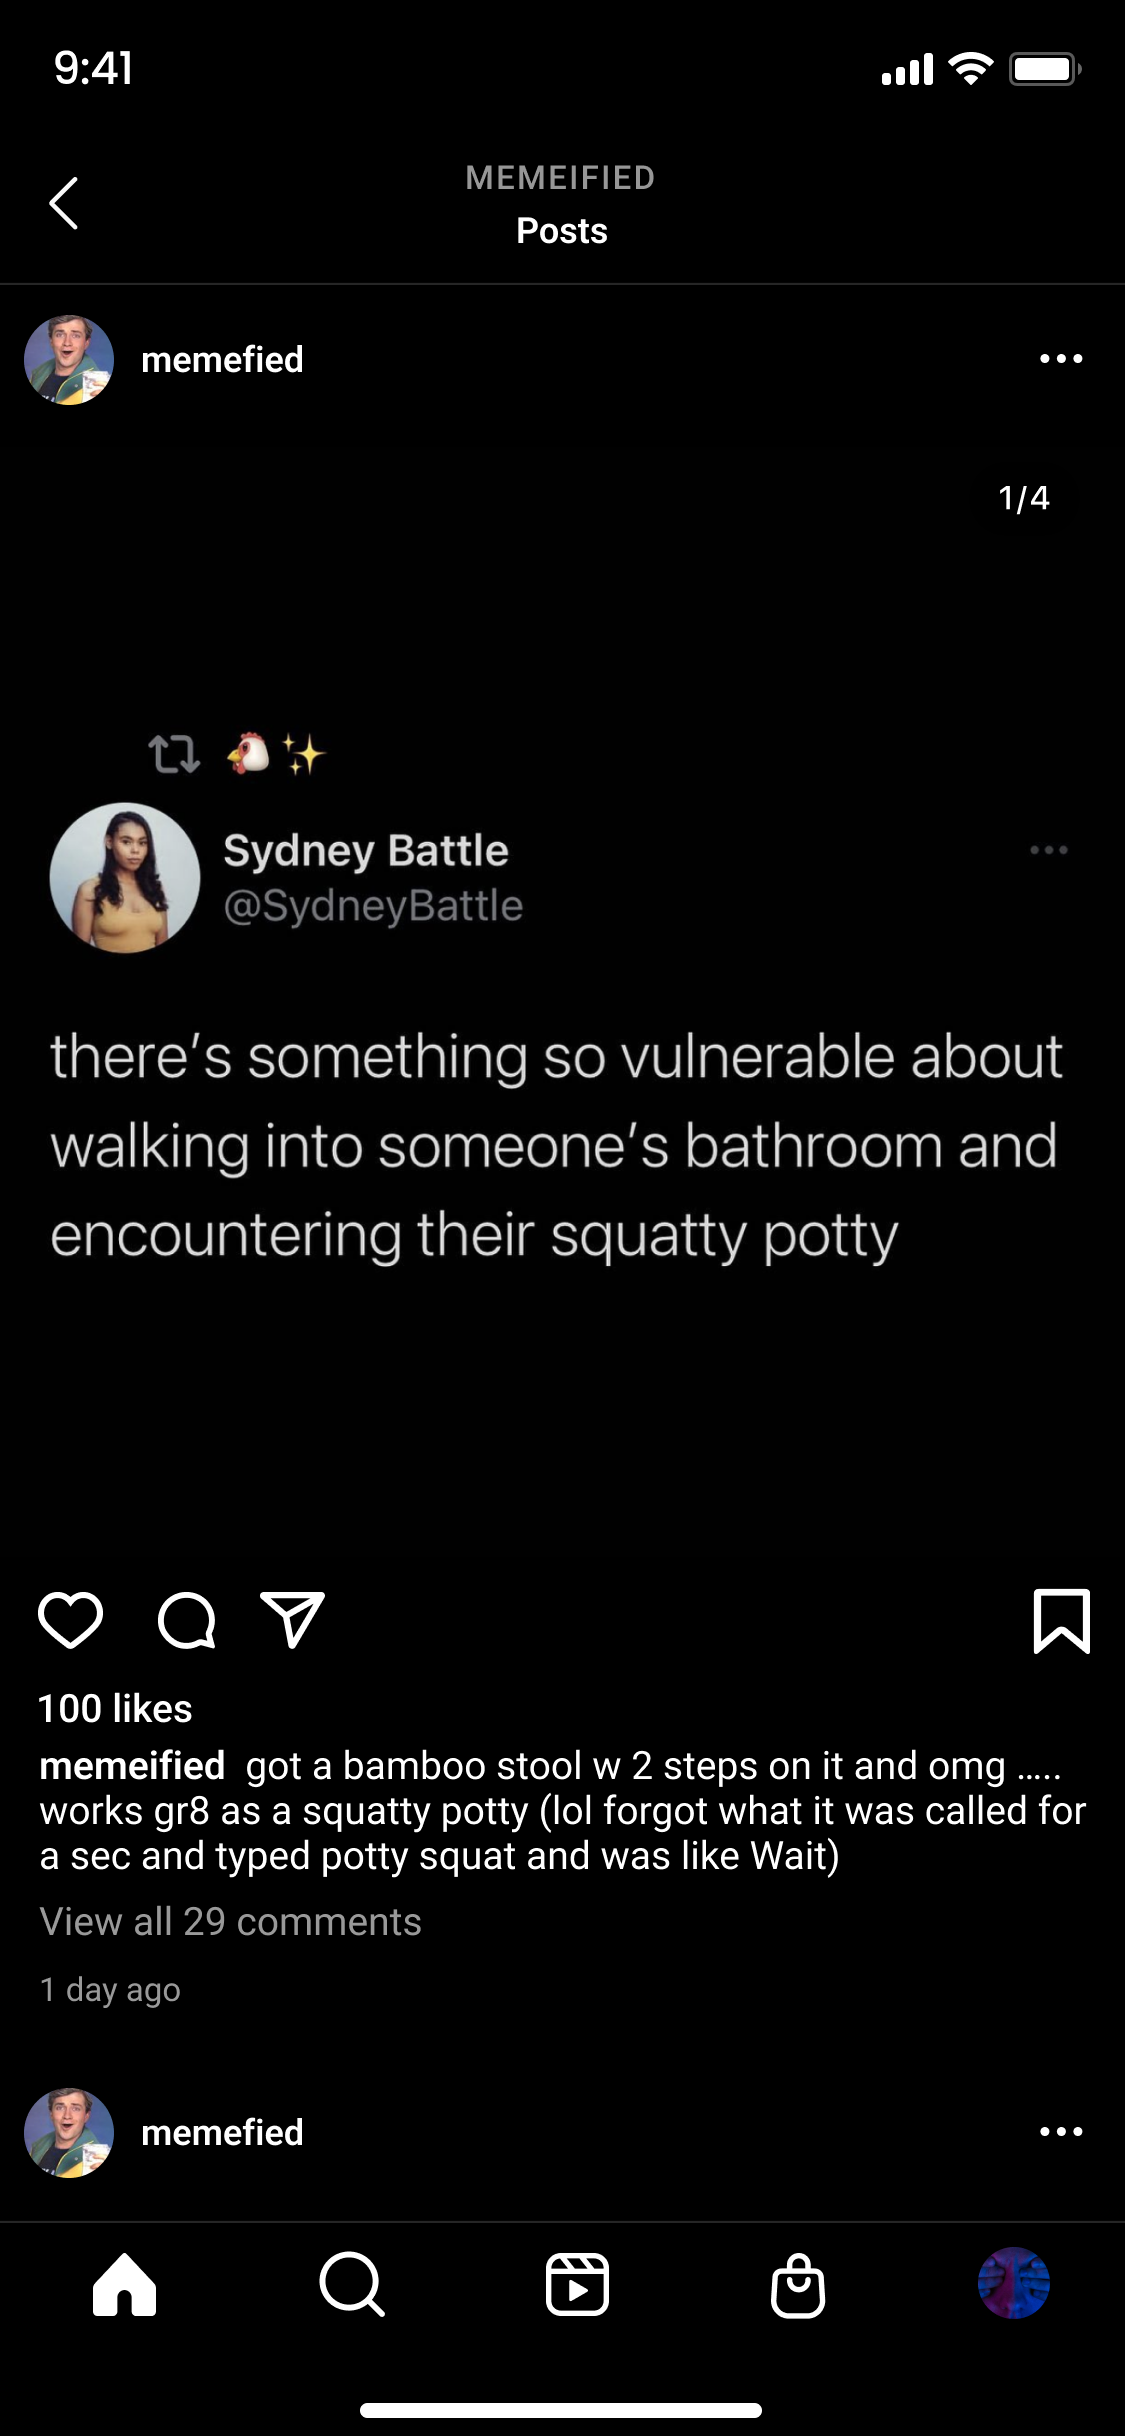 9:41
MEMEIFIED
Posts
memefied
1/4
Sydney Battle
@SydneyBattle
there's something so vulnerable about
walking into someone's bathroom and
encountering their squatty potty
100 likes
memeified got a bamboo stool w 2 steps on it and omg .....
works gr8 as a squatty potty (lol forgot what it was called for
a sec and typed potty squat and was like Wait)
View all 29 comments
1 day ago
memefied